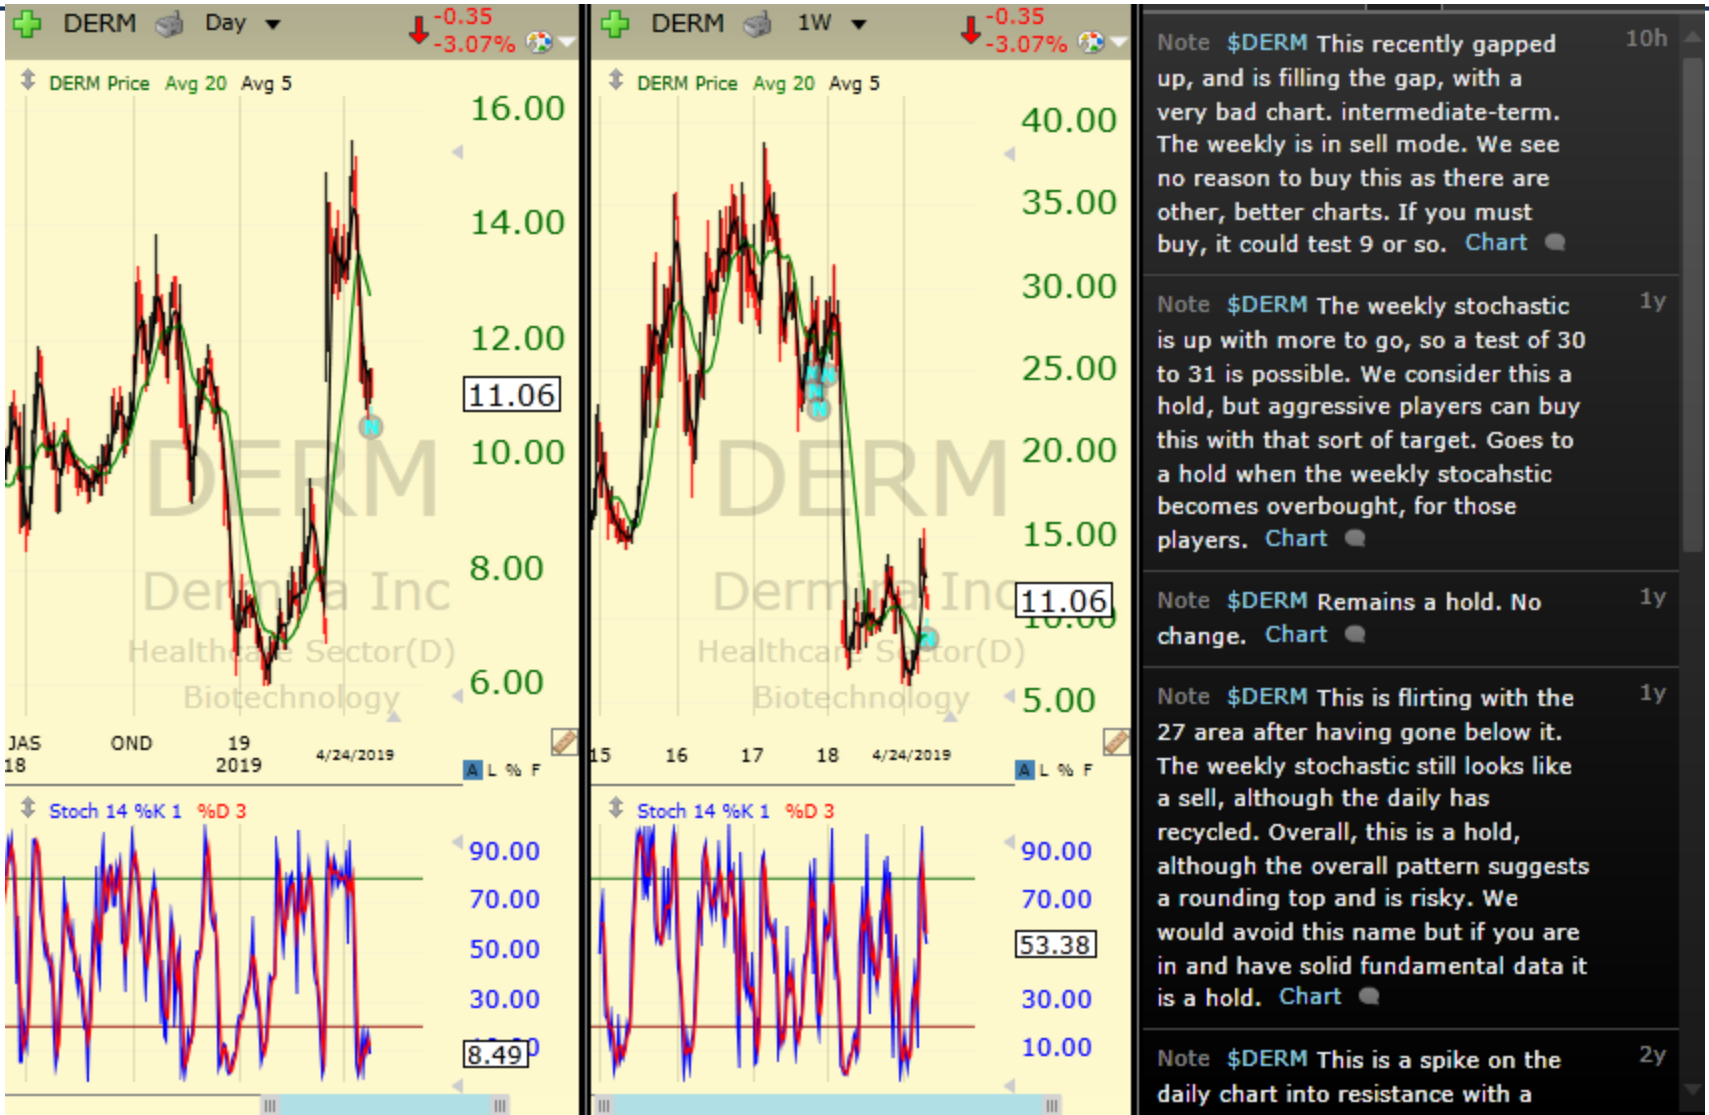 DERM Day -0.35
-3.07%
DERM Price Avg 20 Avg 5
16.00
14.00
12.00
11.06
10.00
8.00
6.00
N
DERM
Dermira Inc
Healthcare Sector(D)
Biotechnology
JAS OND 19 4/24/2019
18 2019
A L % F
Stoch 14 %K 1 %D 3
90.00
70.00
50.00
30.00
8.49
DERM 1W -0.35
-3.07%
DERM Price Avg 20 Avg 5
40.00
35.00
30.00
25.00
20.00
15.00
11.06
10.00
5.00
N N
N
N
N
DERM
Dermira Inc
Healthcare Sector(D)
Biotechnology
15 16 17 18 4/24/2019
A L % F
Stoch 14 %K 1 %D 3
90.00
70.00
53.38
30.00
10.00
Note $DERM This recently gapped 10h
up, and is filling the gap, with a
very bad chart. intermediate-term.
The weekly is in sell mode. We see
no reason to buy this as there are
other, better charts. If you must
buy, it could test 9 or so. Chart
Note $DERM The weekly stochastic 1y
is up with more to go, so a test of 30
to 31 is possible. We consider this a
hold, but aggressive players can buy
this with that sort of target. Goes to
a hold when the weekly stocahstic
becomes overbought, for those
players. Chart
Note $DERM Remains a hold. No 1y
change. Chart
Note $DERM This is flirting with the 1y
27 area after having gone below it.
The weekly stochastic still looks like
a sell, although the daily has
recycled. Overall, this is a hold,
although the overall pattern suggests
a rounding top and is risky. We
would avoid this name but if you are
in and have solid fundamental data it
is a hold. Chart
Note $DERM This is a spike on the 2y
daily chart into resistance with a